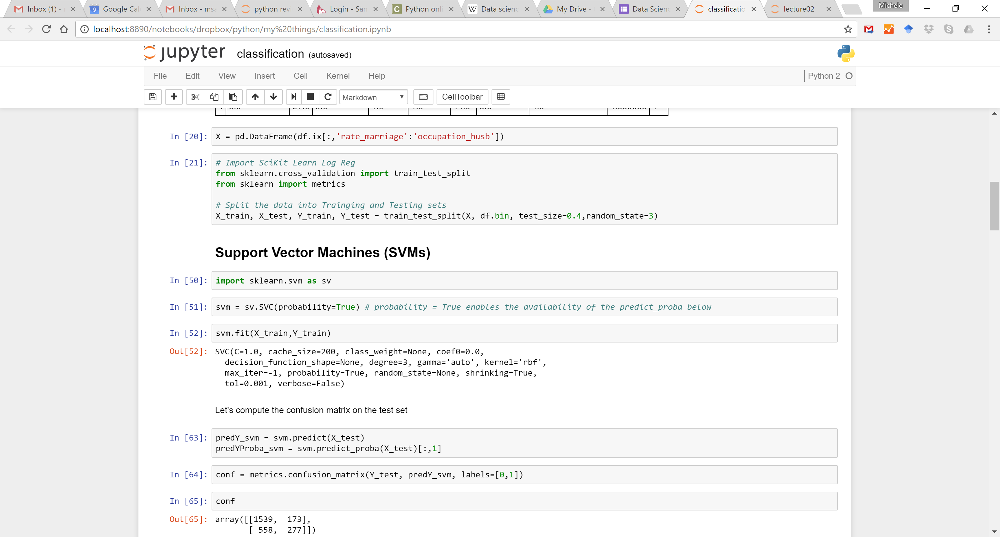 Inbox (1) -
Google Cal
Inbox - msa
python revi
Login - San
Python onli
Data scienc
My Drive -
Data Scienc
classificatio
lecture02
Michele
localhost:8890/notebooks/dropbox/python/my%20things/classification.ipynb
jupyter classification (autosaved)
File Edit View Insert Cell Kernel Help
Python 2
Markdown
CellToolbar
In [20]: X = pd.DataFrame(df.ix[:,'rate_marriage':'occupation_husb'])
In [21]: # Import SciKit Learn Log Reg
from sklearn.cross_validation import train_test_split
from sklearn import metrics
# Split the data into Trainging and Testing sets
X_train, X_test, Y_train, Y_test = train_test_split(X, df.bin, test_size=0.4,random_state=3)
Support Vector Machines (SVMs)
In [50]: import sklearn.svm as sv
In [51]: svm = sv.SVC(probability=True) # probability = True enables the availability of the predict_proba below
In [52]: svm.fit(X_train,Y_train)
Out[52]: SVC(C=1.0, cache_size=200, class_weight=None, coef0=0.0,
decision_function_shape=None, degree=3, gamma='auto', kernel='rbf',
max_iter=-1, probability=True, random_state=None, shrinking=True,
tol=0.001, verbose=False)
Let's compute the confusion matrix on the test set
In [63]: predY_svm = svm.predict(X_test)
predYProba_svm = svm.predict_proba(X_test)[:,1]
In [64]: conf = metrics.confusion_matrix(Y_test, predY_svm, labels=[0,1])
In [65]: conf
Out[65]: array([[1539, 173],
[ 558, 277]])